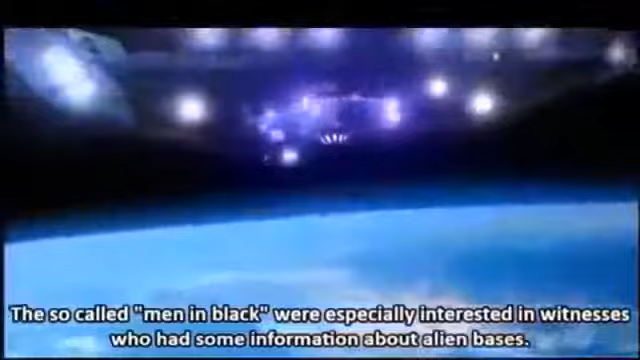 The so called "men in black" were especially interested in witnesses
who had some information about alien bases.